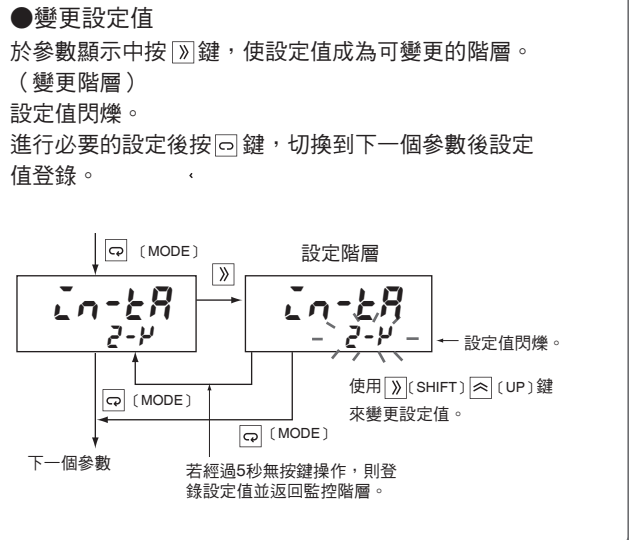 ●變更設定值
於參數顯示中按 》 鍵，使設定值成為可變更的階層。
（變更階層）
設定值閃爍。
進行必要的設定後按 鍵，切換到下一個參數後設定
值登錄。
〔MODE〕
設定階層
》
in-tA
2-Y
in-tA
2-Y
設定值閃爍。
使用 》〔SHIFT〕 〔UP〕鍵
來變更設定值。
〔MODE〕
〔MODE〕
下一個參數
若經過5秒無按鍵操作，則登
錄設定值並返回監控階層。